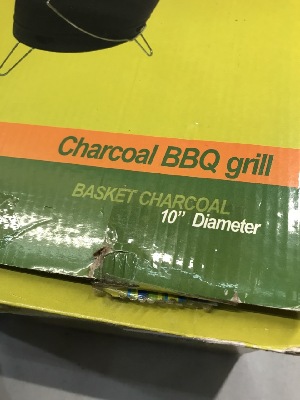 Charcoal BBQ grill
BASKET CHARCOAL
10" Diameter